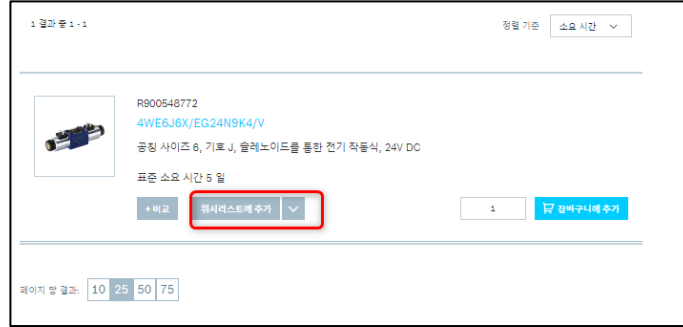 1 결과 중 1 - 1
정렬 기준 소요 시간
R900548772
4WE6J6X/EG24N9K4/V
공칭 사이즈 6, 기호 J, 솔레노이드를 통한 전기 작동식, 24V DC
표준 소요 시간 5 일
+ 비교 위시리스트에 추가 1 장바구니에 추가
페이지 당 결과: 10 25 50 75